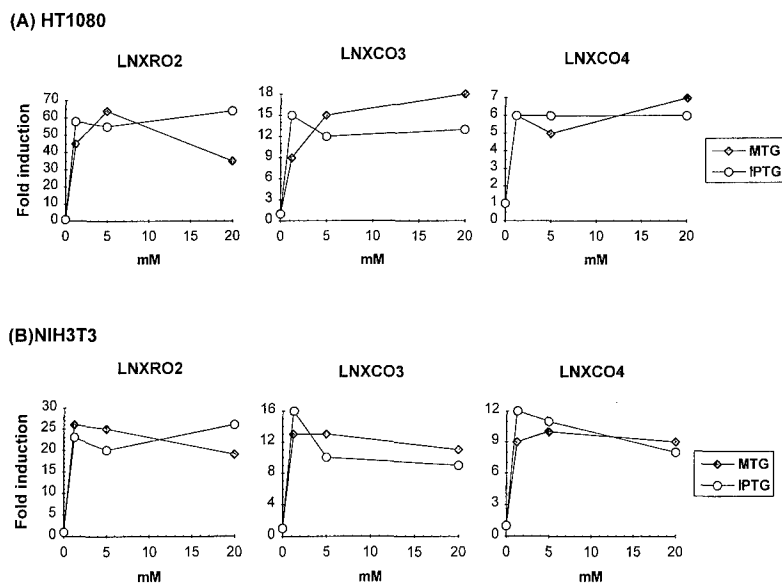 (A) HT1080
LNXRO2
LNXCO3
LNXCO4
Fold induction
70
60
50
40
30
20
10
0
18
15
12
9
6
3
0
7
6
5
4
3
2
1
0
MTG
IPTG
0 5 10 15 20
0 5 10 15 20
0 5 10 15 20
mM
mM
mM
(B)NIH3T3
LNXRO2
LNXCO3
LNXCO4
Fold induction
30
25
20
15
10
5
0
16
12
8
4
0
12
9
6
3
0
MTG
IPTG
0 5 10 15 20
0 5 10 15 20
0 5 10 15 20
mM
mM
mM